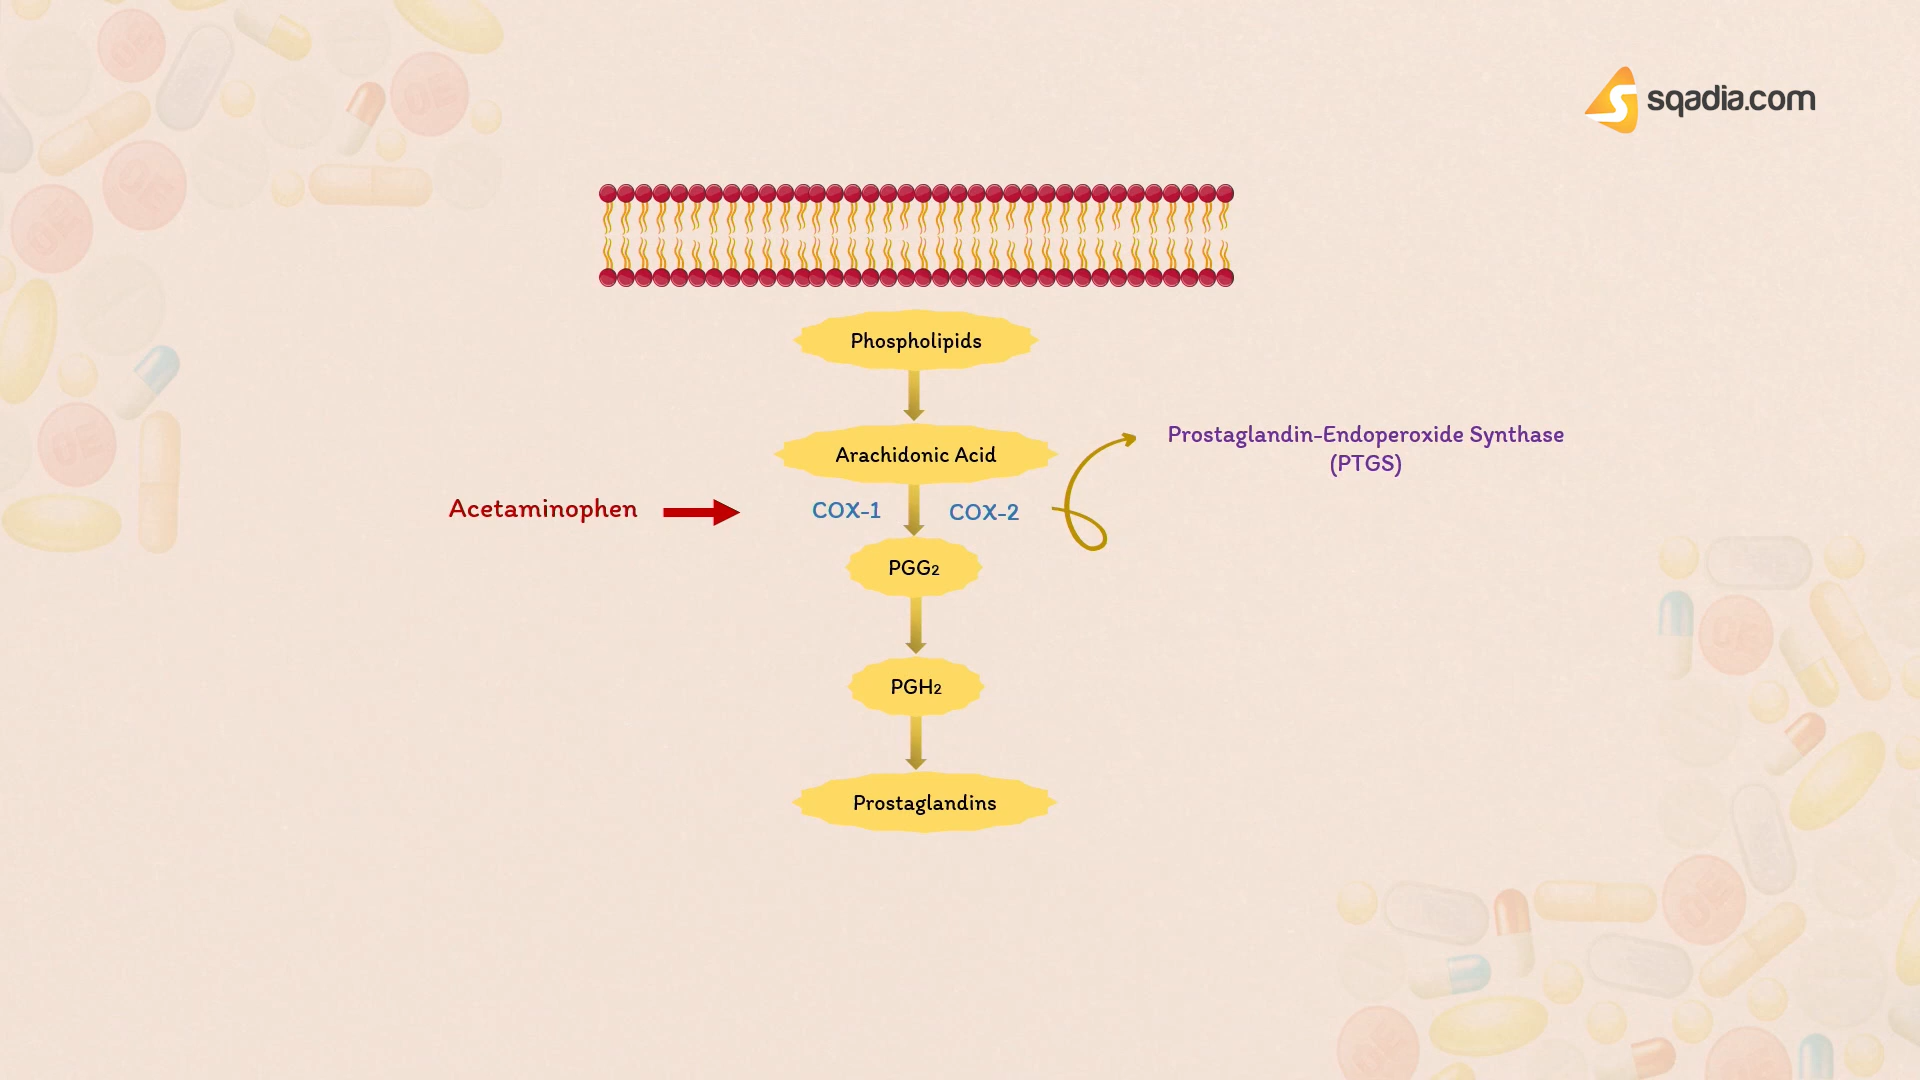 sqadia.com
Phospholipids
Arachidonic Acid
Prostaglandin-Endoperoxide Synthase
(PTGS)
Acetaminophen
COX-1
COX-2
PGG₂
PGH₂
Prostaglandins